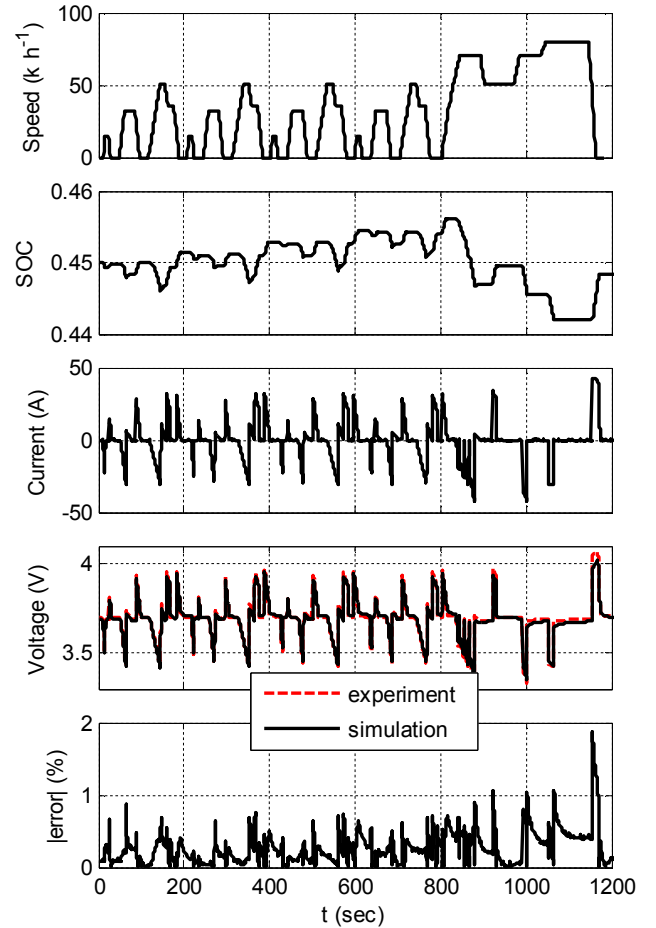 100
50
0
Speed (k h-1)
0.46
0.45
0.44
SOC
50
0
-50
Current (A)
4
3.5
Voltage (V)
experiment
simulation
2
1
0
|error| (%)
0 200 400 600 800 1000 1200
t (sec)